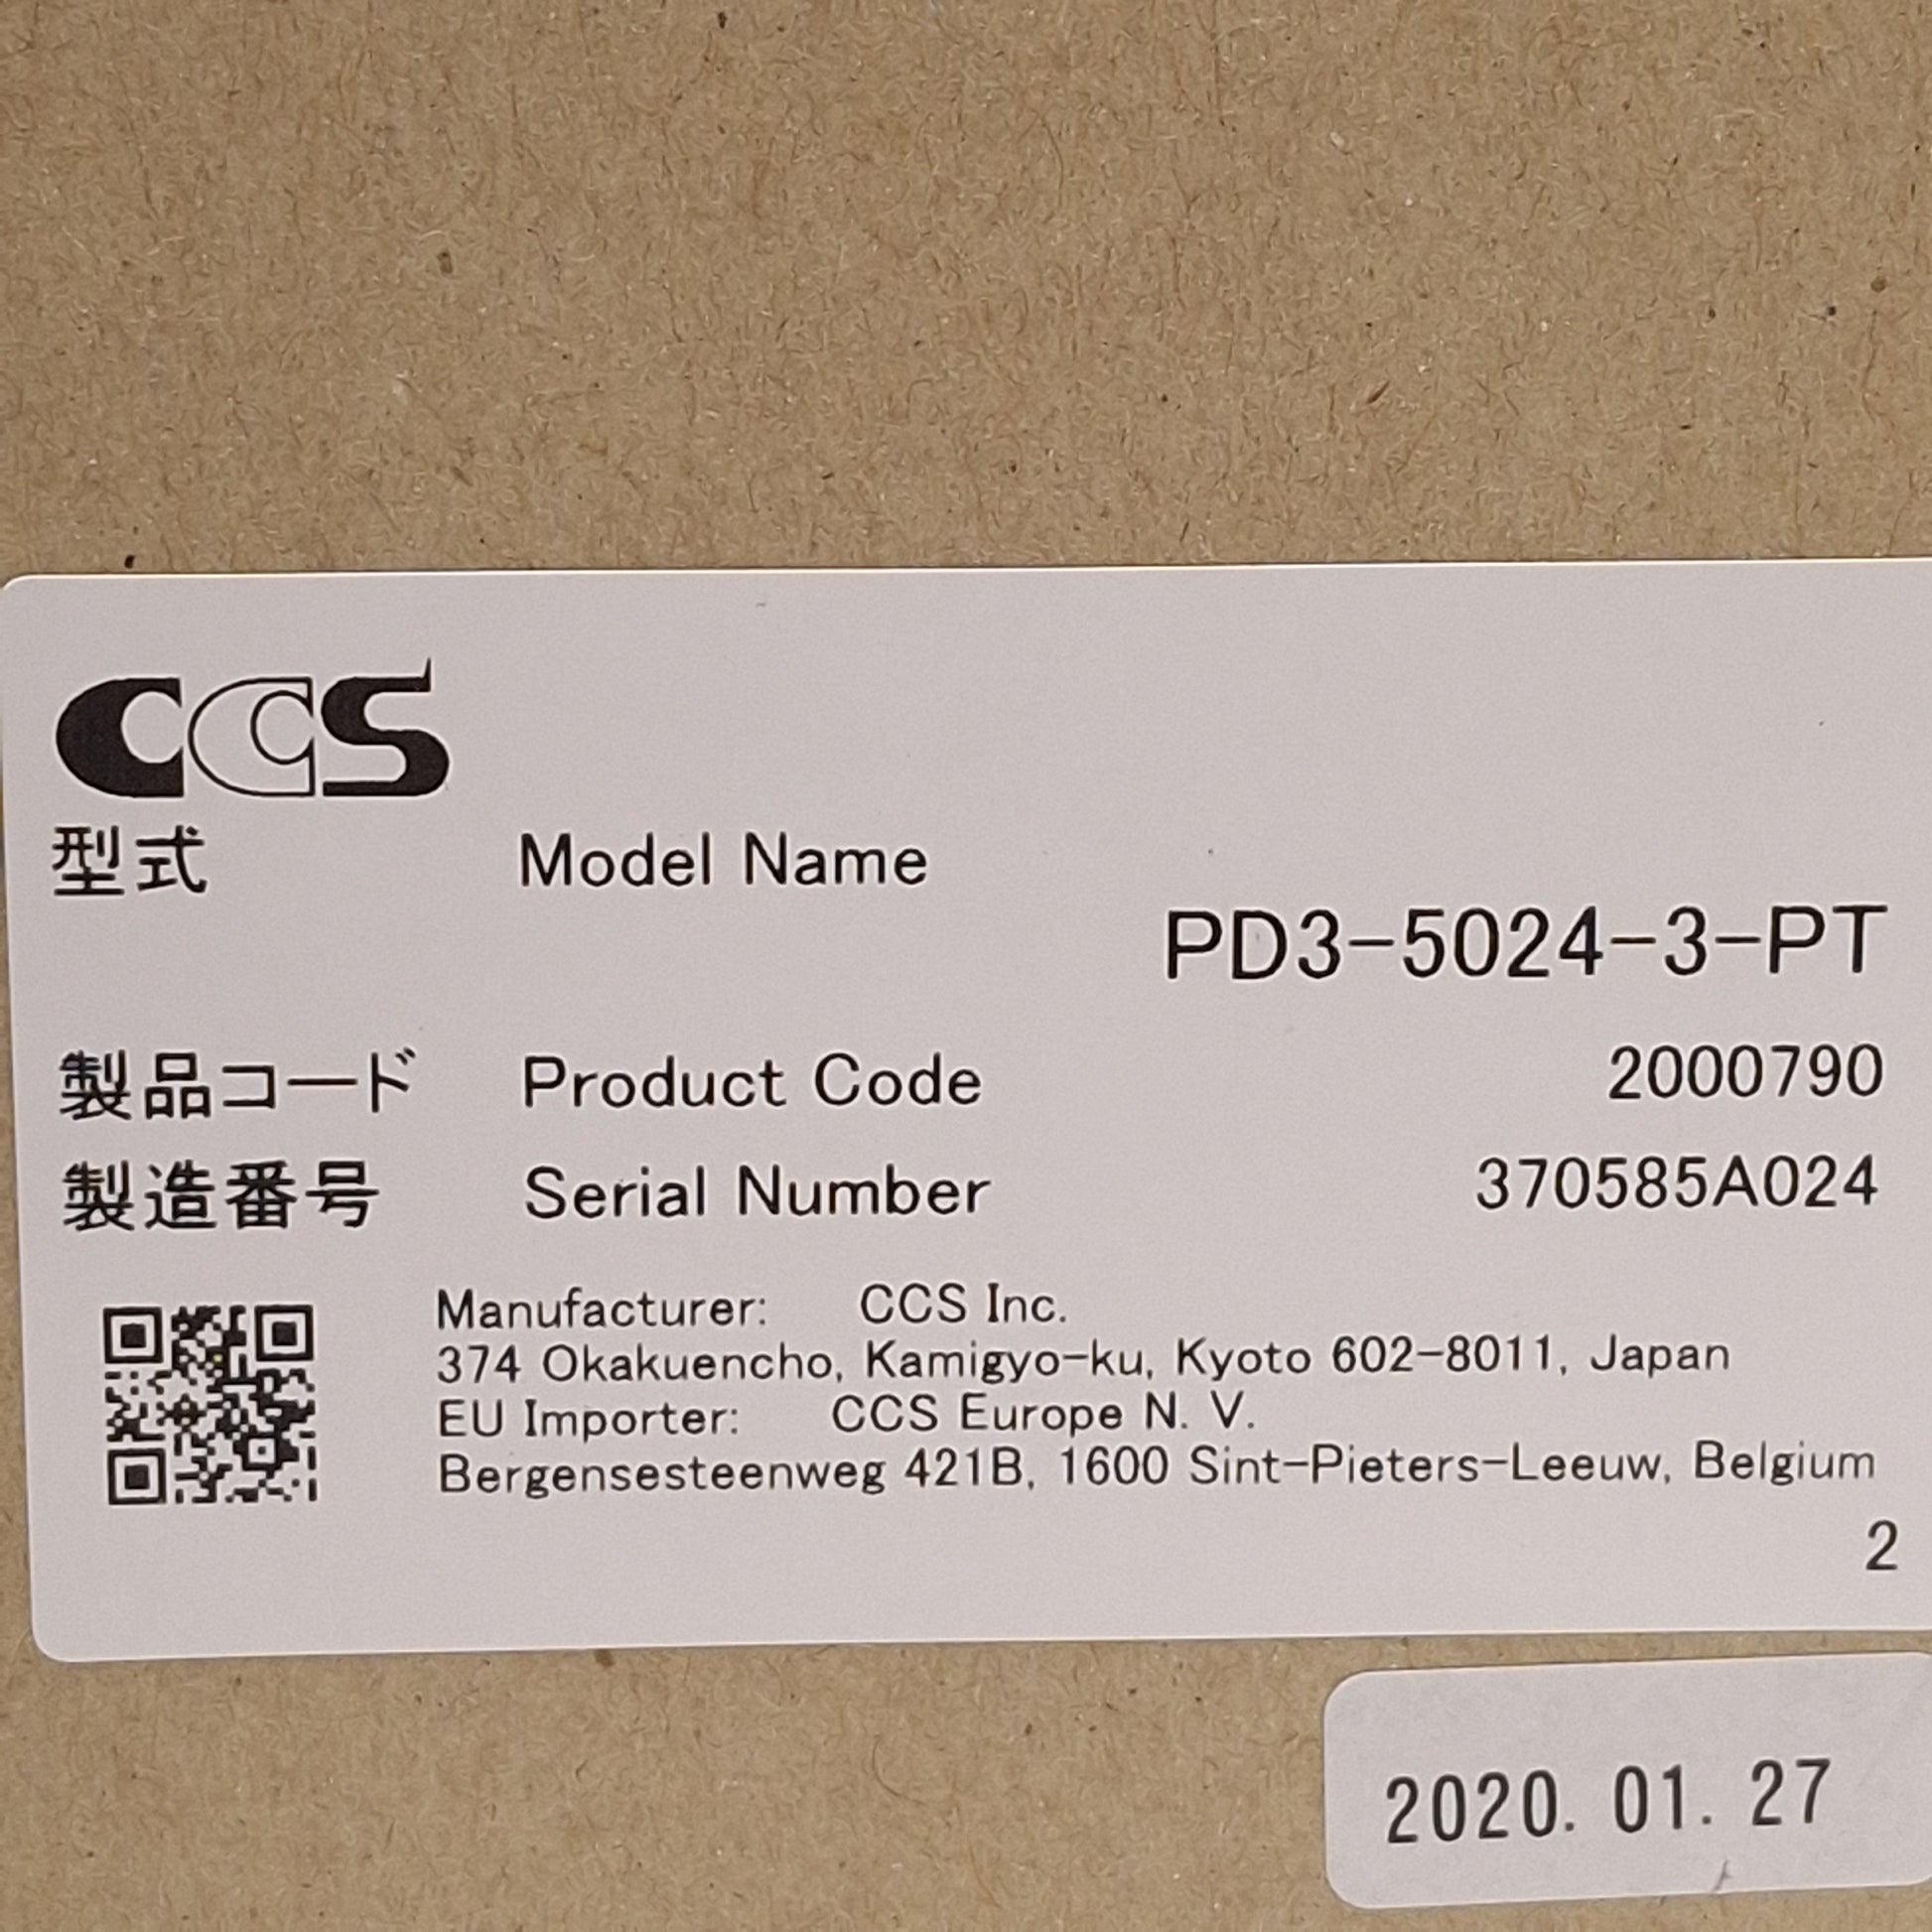 CCS
型式 Model Name
PD3-5024-3-PT
製品コード Product Code 2000790
製造番号 Serial Number 370585A024
Manufacturer: CCS Inc.
374 Okakuencho, Kamigyo-ku, Kyoto 602-8011, Japan
EU Importer: CCS Europe N. V.
Bergensesteenweg 421B, 1600 Sint-Pieters-Leeuw, Belgium
2
2020. 01. 27